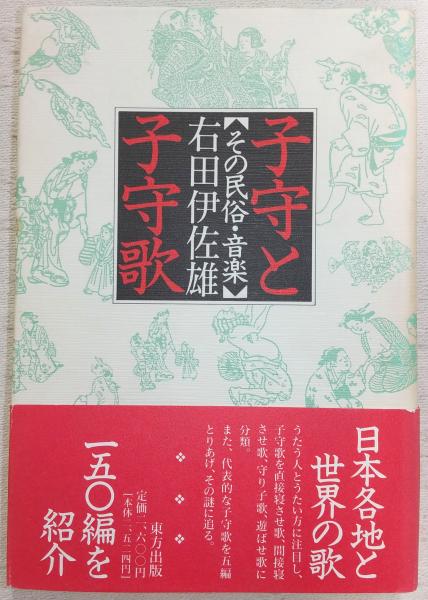 子守と
子守歌
【その民俗・音楽】
右田伊佐雄
日本各地と
世界の歌
一五〇編を
紹介
うたう人とうたい方に注目し、
子守歌を直接寝させ歌、間接寝
させ歌、守り子歌、遊ばせ歌に
分類。
また、代表的な子守歌を五編
とりあげ、その謎に迫る。
東方出版
定価二、六〇〇円
[本体二、五二四円]